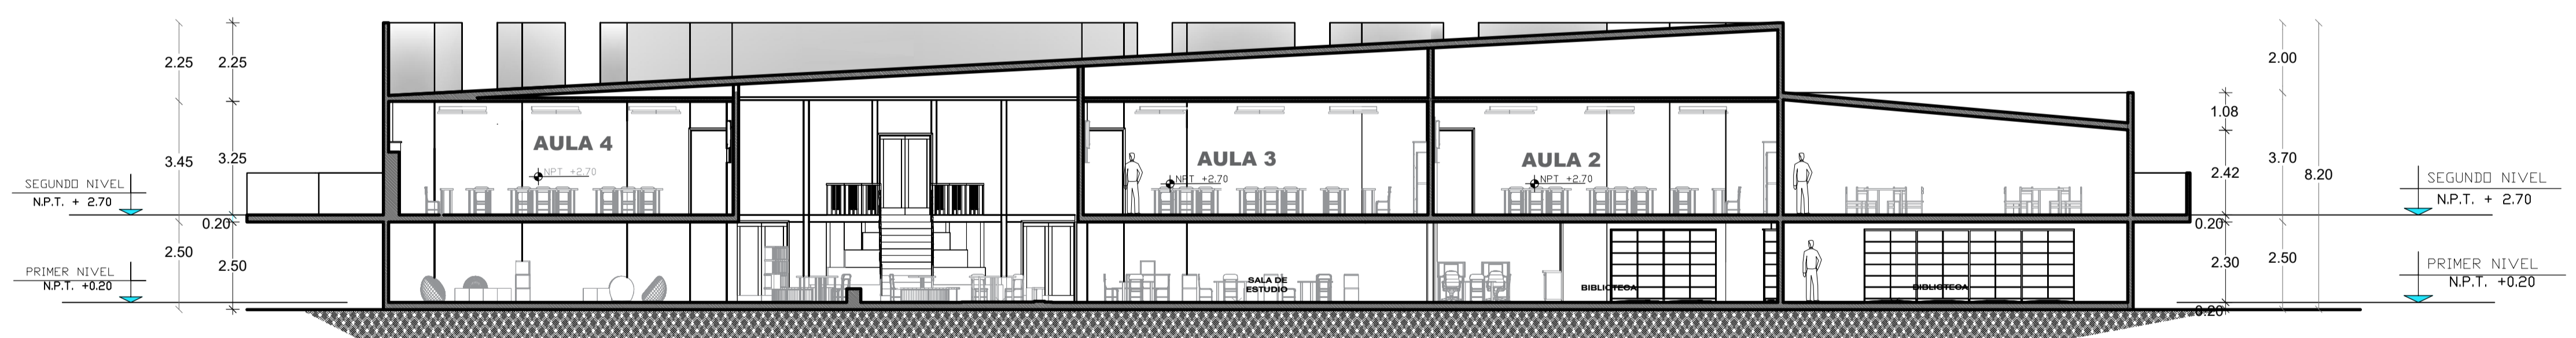 2.25
2.25
3.45
3.25
0.20
2.50
2.50
SEGUNDO NIVEL
N.P.T. + 2.70
PRIMER NIVEL
N.P.T. +0.20
AULA 4
NPT +2.70
AULA 3
NPT +2.70
AULA 2
NPT +2.70
SALA DE
ESTUDIO
BIBLIOTECA
BIBLIOTECA
1.08
2.42
0.20
2.30
0.20
2.00
3.70
2.50
8.20
SEGUNDO NIVEL
N.P.T. + 2.70
PRIMER NIVEL
N.P.T. +0.20